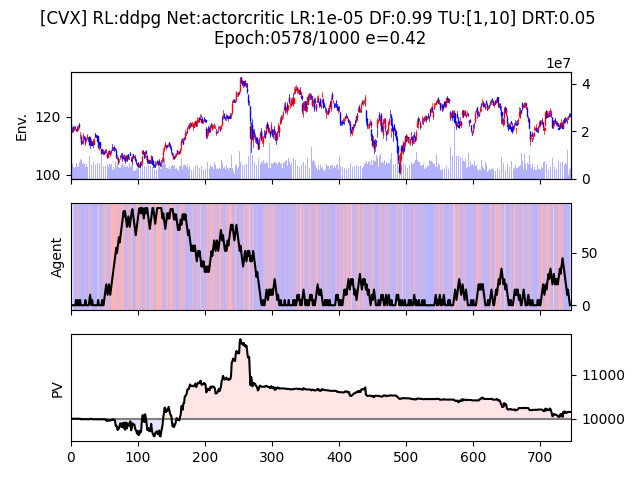 [CVX] RL:ddpg Net:actorcritic LR:1e-05 DF:0.99 TU:[1,10] DRT:0.05
Epoch:0578/1000 e=0.42
1e7
Env.
120
100
4
2
0
Agent
50
0
PV
11000
10000
0 100 200 300 400 500 600 700